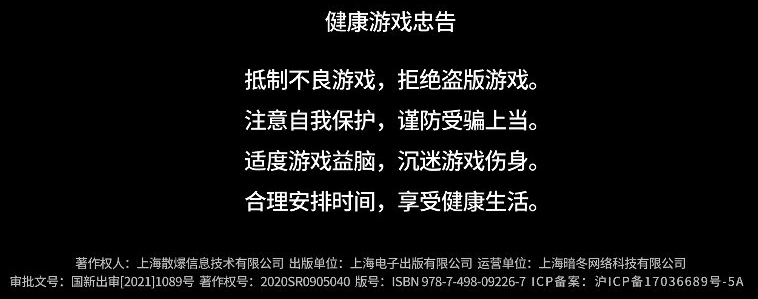 健康游戏忠告
抵制不良游戏，拒绝盗版游戏。
注意自我保护，谨防受骗上当。
适度游戏益脑，沉迷游戏伤身。
合理安排时间，享受健康生活。
著作权人：上海散爆信息技术有限公司 出版单位：上海电子出版有限公司 运营单位：上海暗冬网络科技有限公司
审批文号：国新出审[2021]1089号 著作权号：2020SR0905040 版号：ISBN 978-7-498-09226-7 ICP备案：沪ICP备17036689号-5A